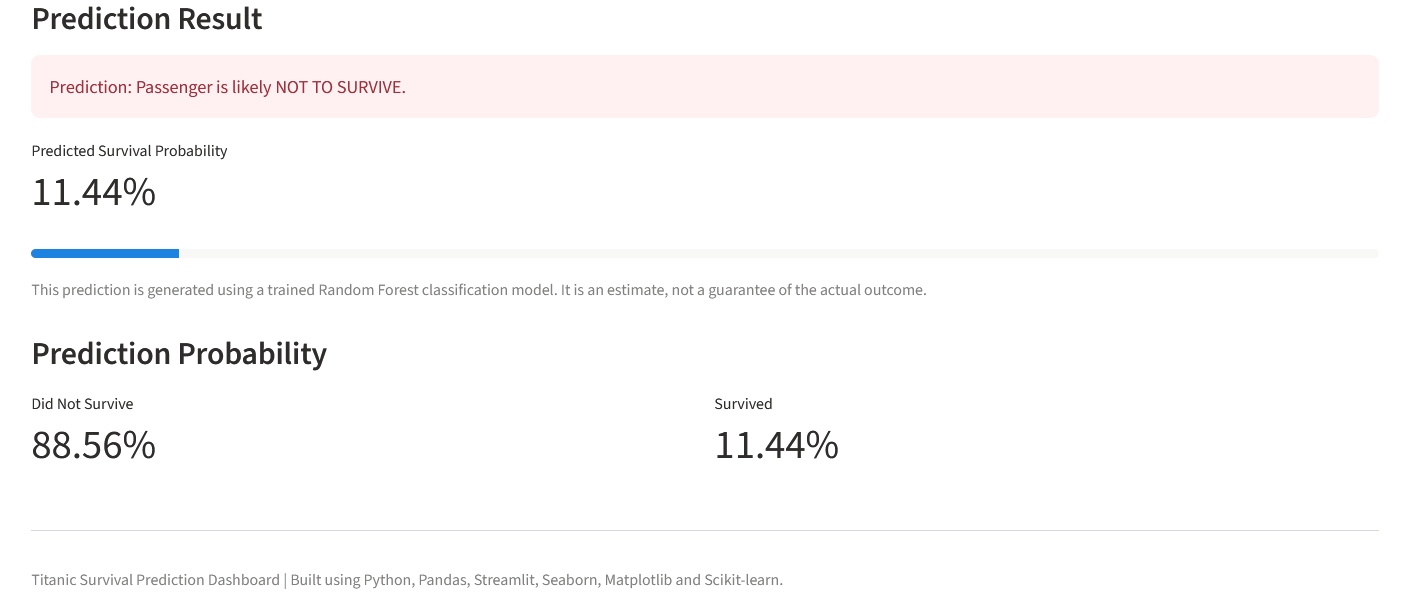 Prediction Result
Prediction: Passenger is likely NOT TO SURVIVE.
Predicted Survival Probability
11.44%
This prediction is generated using a trained Random Forest classification model. It is an estimate, not a guarantee of the actual outcome.
Prediction Probability
Did Not Survive
88.56%
Survived
11.44%
Titanic Survival Prediction Dashboard | Built using Python, Pandas, Streamlit, Seaborn, Matplotlib and Scikit-learn.